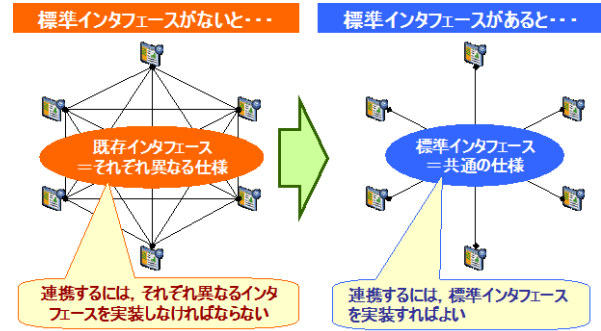 標準インタフェースがないと・・・
標準インタフェースがあると・・・
既存インタフェース
＝それぞれ異なる仕様
標準インタフェース
＝共通の仕様
連携するには，それぞれ異なるインタ
フェースを実装しなければならない
連携するには，標準インタフェース
を実装すればよい